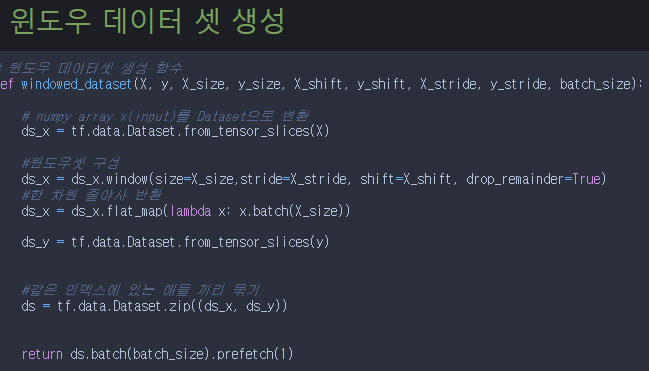 윈도우 데이터 셋 생성
윈도우 데이터셋 생성 함수
ef windowed_dataset(X, y, X_size, y_size, X_shift, y_shift, X_stride, y_stride, batch_size):
# numpy array x(input)를 Dataset으로 변환
ds_x = tf.data.Dataset.from_tensor_slices(X)
#윈도우셋 구성
ds_x = ds_x.window(size=X_size,stride=X_stride, shift=X_shift, drop_remainder=True)
#한 차원 줄아사 반환
ds_x = ds_x.flat_map(lambda x: x.batch(X_size))
ds_y = tf.data.Dataset.from_tensor_slices(y)
#같은 인덱스에 있는 애들 끼리 묶기
ds = tf.data.Dataset.zip((ds_x, ds_y))
return ds.batch(batch_size).prefetch(1)